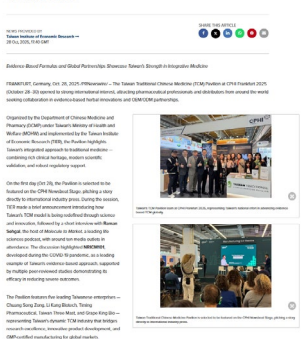 SHARE THIS ARTICLE
NEWS PROVIDED BY
Taiwan Institute of Economic Research →
28 Oct, 2025, 17:40 GMT
Evidence-Based Formulas and Global Partnerships Showcase Taiwan's Strength in Integrative Medicine
FRANKFURT, Germany, Oct. 28, 2025 /PRNewswire/ -- The Taiwan Traditional Chinese Medicine (TCM) Pavilion at CPHI Frankfurt 2025
(October 28–30) opened to strong international interest, attracting pharmaceutical professionals and distributors from around the world
seeking collaboration in evidence-based herbal innovations and OEM/ODM partnerships.
Organized by the Department of Chinese Medicine and
Pharmacy (DCMP) under Taiwan's Ministry of Health and
Welfare (MOHW) and implemented by the Taiwan Institute
of Economic Research (TIER), the Pavilion highlights
Taiwan's integrated approach to traditional medicine —
combining rich clinical heritage, modern scientific
validation, and robust regulatory support.
On the first day (Oct 28), the Pavilion is selected to be
featured on the CPHI Newsbeat Stage, pitching a story
directly to international industry press. During the session,
TIER made a brief announcement introducing how
Taiwan's TCM model is being redefined through science
and innovation, followed by a short interview with Raman
Sehgal, the host of Molecule to Market, a leading life
sciences podcast, with around ten media outlets in
attendance. The discussion highlighted NRICM101,
developed during the COVID-19 pandemic, as a leading
example of Taiwan's evidence-based approach, supported
by multiple peer-reviewed studies demonstrating its
efficacy in reducing severe outcomes.
The Pavilion features five leading Taiwanese enterprises —
Chuang Song Zong, Li Kang Biotech, Timing
Pharmaceutical, Taiwan Three-Mast, and Grape King Bio —
representing Taiwan's dynamic TCM industry that bridges
research excellence, innovative product development, and
GMP-certified manufacturing for global markets.
CPHI